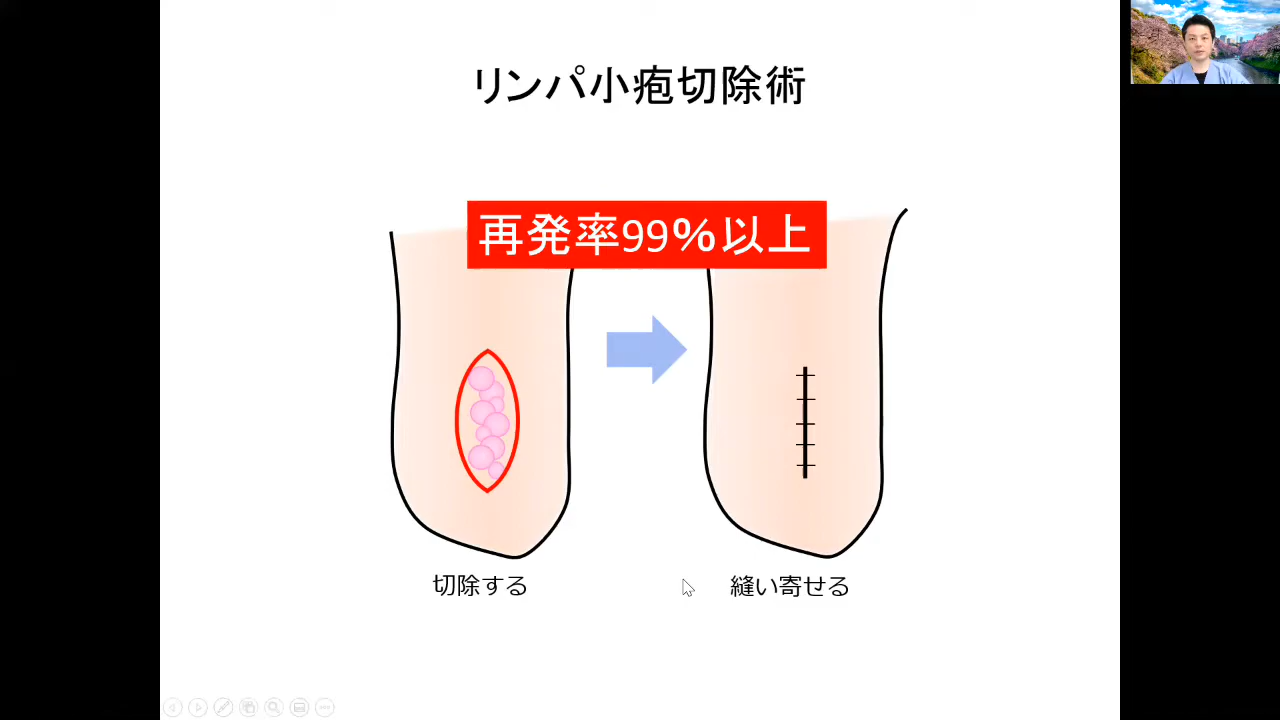 リンパ小疱切除術
再発率99%以上
切除する
縫い寄せる